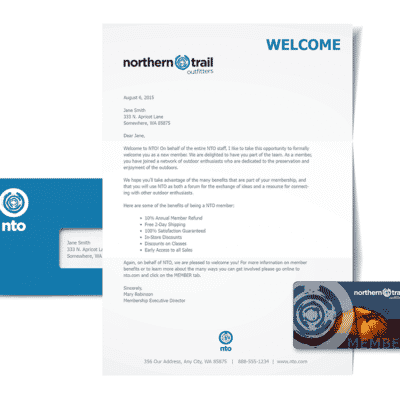 WELCOME
northern trail
outfitters
August 6, 2015
Jane Smith
333 N. Apricot Lane
Somewhere, WA 95675
Dear Jane,
Welcome to NTO! On behalf of the entire NTO staff, I like to take this opportunity to formally
welcome you as a new member. We are delighted to have you part of the team. As a member,
you have joined a network of outdoor enthusiasts who are dedicated to the preservation and
enjoyment of the outdoors.
We hope you'll take advantage of the many benefits that are part of your membership, and
that you will use NTO as both a forum for the exchange of ideas and a resource for connect-
ing with other outdoor enthusiasts.
Here are some of the benefits of being a NTO member:
• 10% Annual Member Refund
• Free 2-Day Shipping
• 100% Satisfaction Guaranteed
• In-Store Discounts
• Discounts on Classes
• Early Access to all Sales
Again, on behalf of NTO, we are pleased to welcome you! For more information on member
benefits or to learn more about the many ways you can get involved please go online to
nto.com and click on the MEMBER tab.
Sincerely,
Mary Robinson
Membership Executive Director
nto
356 Our Address, Any City, WA 95675 | 888-555-1234 | www.nto.com
nto
Jane Smith
333 N. Apricot La
Somewhere, WA
northern trail
outfitters
MEMBE